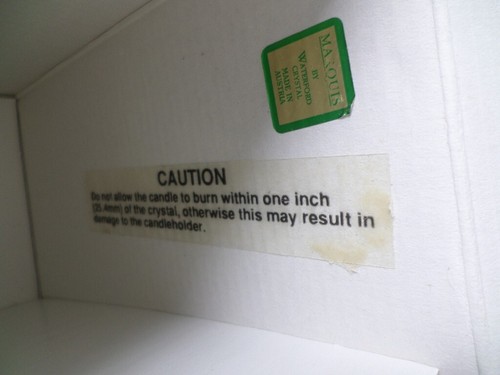 MARQUIS
BY
WATERFORD
CRYSTAL
MADE IN
AUSTRIA
CAUTION
Do not allow the candle to burn within one inch
(25.4mm) of the crystal, otherwise this may result in
damage to the candleholder.